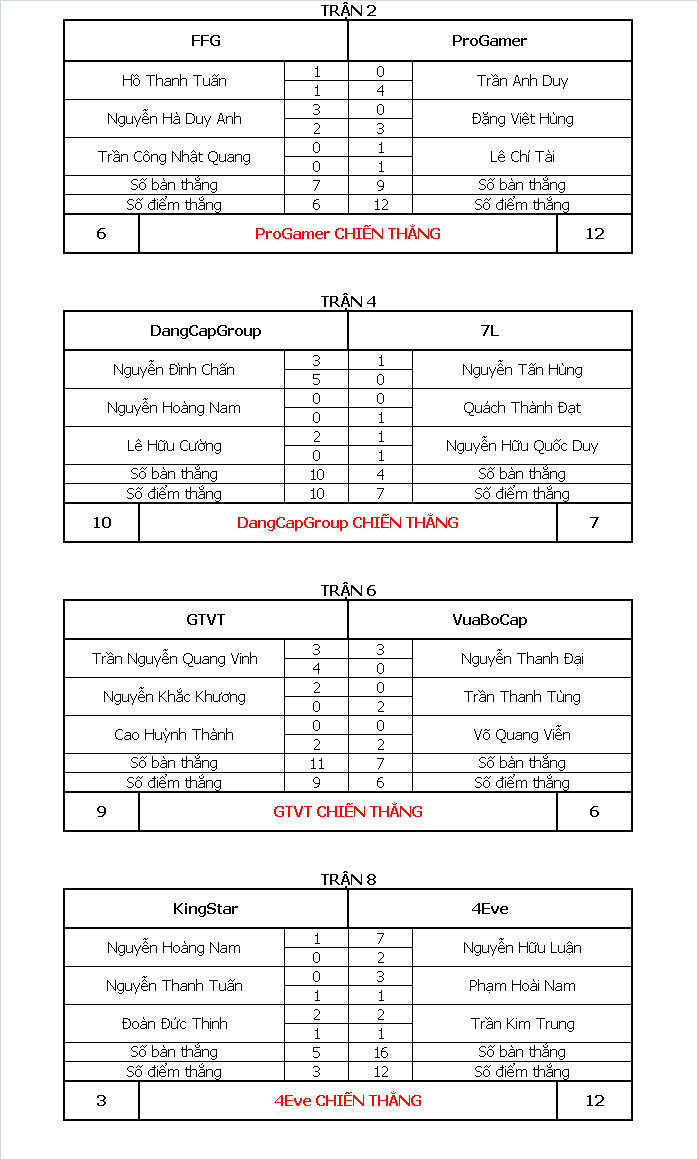 TRẬN 2
FFG ProGamer
Hồ Thanh Tuấn 1 0 Trần Anh Duy
1 4
Nguyễn Hà Duy Anh 3 0 Đặng Việt Hùng
2 3
Trần Công Nhật Quang 0 1 Lê Chí Tài
0 1
Số bàn thắng 7 9 Số bàn thắng
Số điểm thắng 6 12 Số điểm thắng
6 ProGamer CHIẾN THẮNG 12
TRẬN 4
DangCapGroup 7L
Nguyễn Đình Chấn 3 1 Nguyễn Tấn Hùng
5 0
Nguyễn Hoàng Nam 0 0 Quách Thành Đạt
0 1
Lê Hữu Cường 2 1 Nguyễn Hữu Quốc Duy
0 1
Số bàn thắng 10 4 Số bàn thắng
Số điểm thắng 10 7 Số điểm thắng
10 DangCapGroup CHIẾN THẮNG 7
TRẬN 6
GTVT VuaBoCap
Trần Nguyễn Quang Vinh 3 3 Nguyễn Thanh Đại
4 0
Nguyễn Khắc Khương 2 0 Trần Thanh Tùng
0 2
Cao Huỳnh Thành 0 0 Võ Quang Viễn
2 2
Số bàn thắng 11 7 Số bàn thắng
Số điểm thắng 9 6 Số điểm thắng
9 GTVT CHIẾN THẮNG 6
TRẬN 8
KingStar 4Eve
Nguyễn Hoàng Nam 1 7 Nguyễn Hữu Luận
0 2
Nguyễn Thanh Tuấn 0 3 Phạm Hoài Nam
1 1
Đoàn Đức Thịnh 2 2 Trần Kim Trung
1 1
Số bàn thắng 5 16 Số bàn thắng
Số điểm thắng 3 12 Số điểm thắng
3 4Eve CHIẾN THẮNG 12